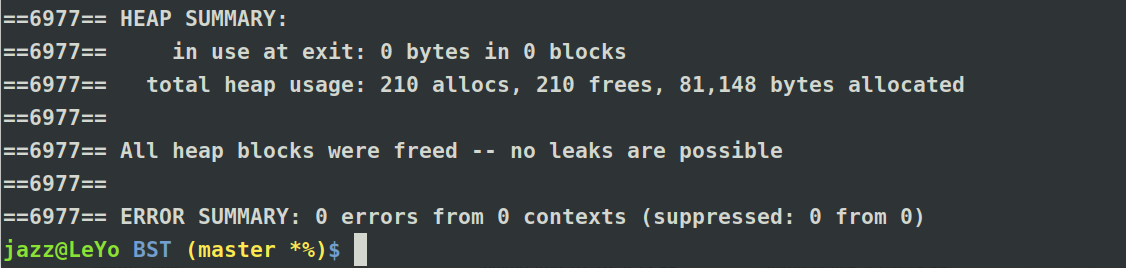 ==6977== HEAP SUMMARY:
==6977==     in use at exit: 0 bytes in 0 blocks
==6977==   total heap usage: 210 allocs, 210 frees, 81,148 bytes allocated
==6977==
==6977== All heap blocks were freed -- no leaks are possible
==6977==
==6977== ERROR SUMMARY: 0 errors from 0 contexts (suppressed: 0 from 0)
jazz@LeYo BST (master *%)$